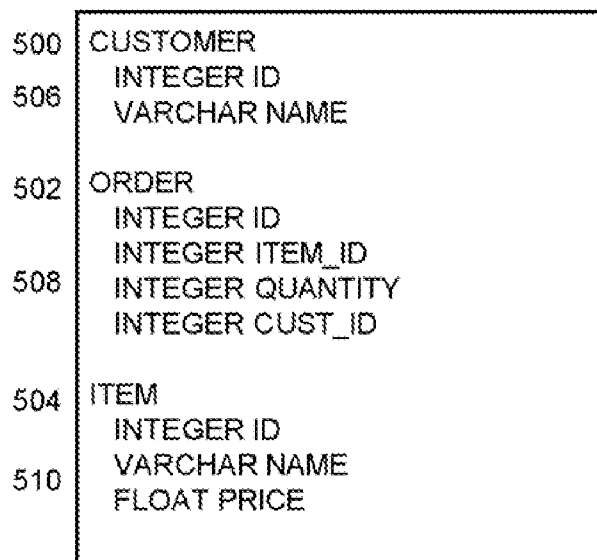 500 CUSTOMER
INTEGER ID
506 VARCHAR NAME
502 ORDER
INTEGER ID
INTEGER ITEM_ID
508 INTEGER QUANTITY
INTEGER CUST_ID
504 ITEM
INTEGER ID
VARCHAR NAME
510 FLOAT PRICE